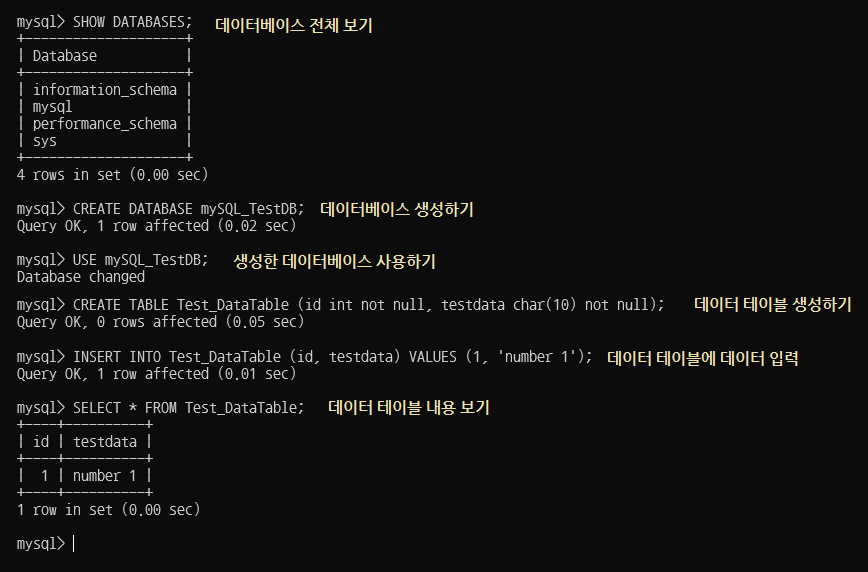 mysql> SHOW DATABASES; 데이터베이스 전체 보기
+--------------------+
| Database           |
+--------------------+
| information_schema |
| mysql              |
| performance_schema |
| sys                |
+--------------------+
4 rows in set (0.00 sec)
mysql> CREATE DATABASE mySQL_TestDB; 데이터베이스 생성하기
Query OK, 1 row affected (0.02 sec)
mysql> USE mySQL_TestDB; 생성한 데이터베이스 사용하기
Database changed
mysql> CREATE TABLE Test_DataTable (id int not null, testdata char(10) not null); 데이터 테이블 생성하기
Query OK, 0 rows affected (0.05 sec)
mysql> INSERT INTO Test_DataTable (id, testdata) VALUES (1, 'number 1'); 데이터 테이블에 데이터 입력
Query OK, 1 row affected (0.01 sec)
mysql> SELECT * FROM Test_DataTable; 데이터 테이블 내용 보기
+----+----------+
| id | testdata |
+----+----------+
|  1 | number 1 |
+----+----------+
1 row in set (0.00 sec)
mysql>